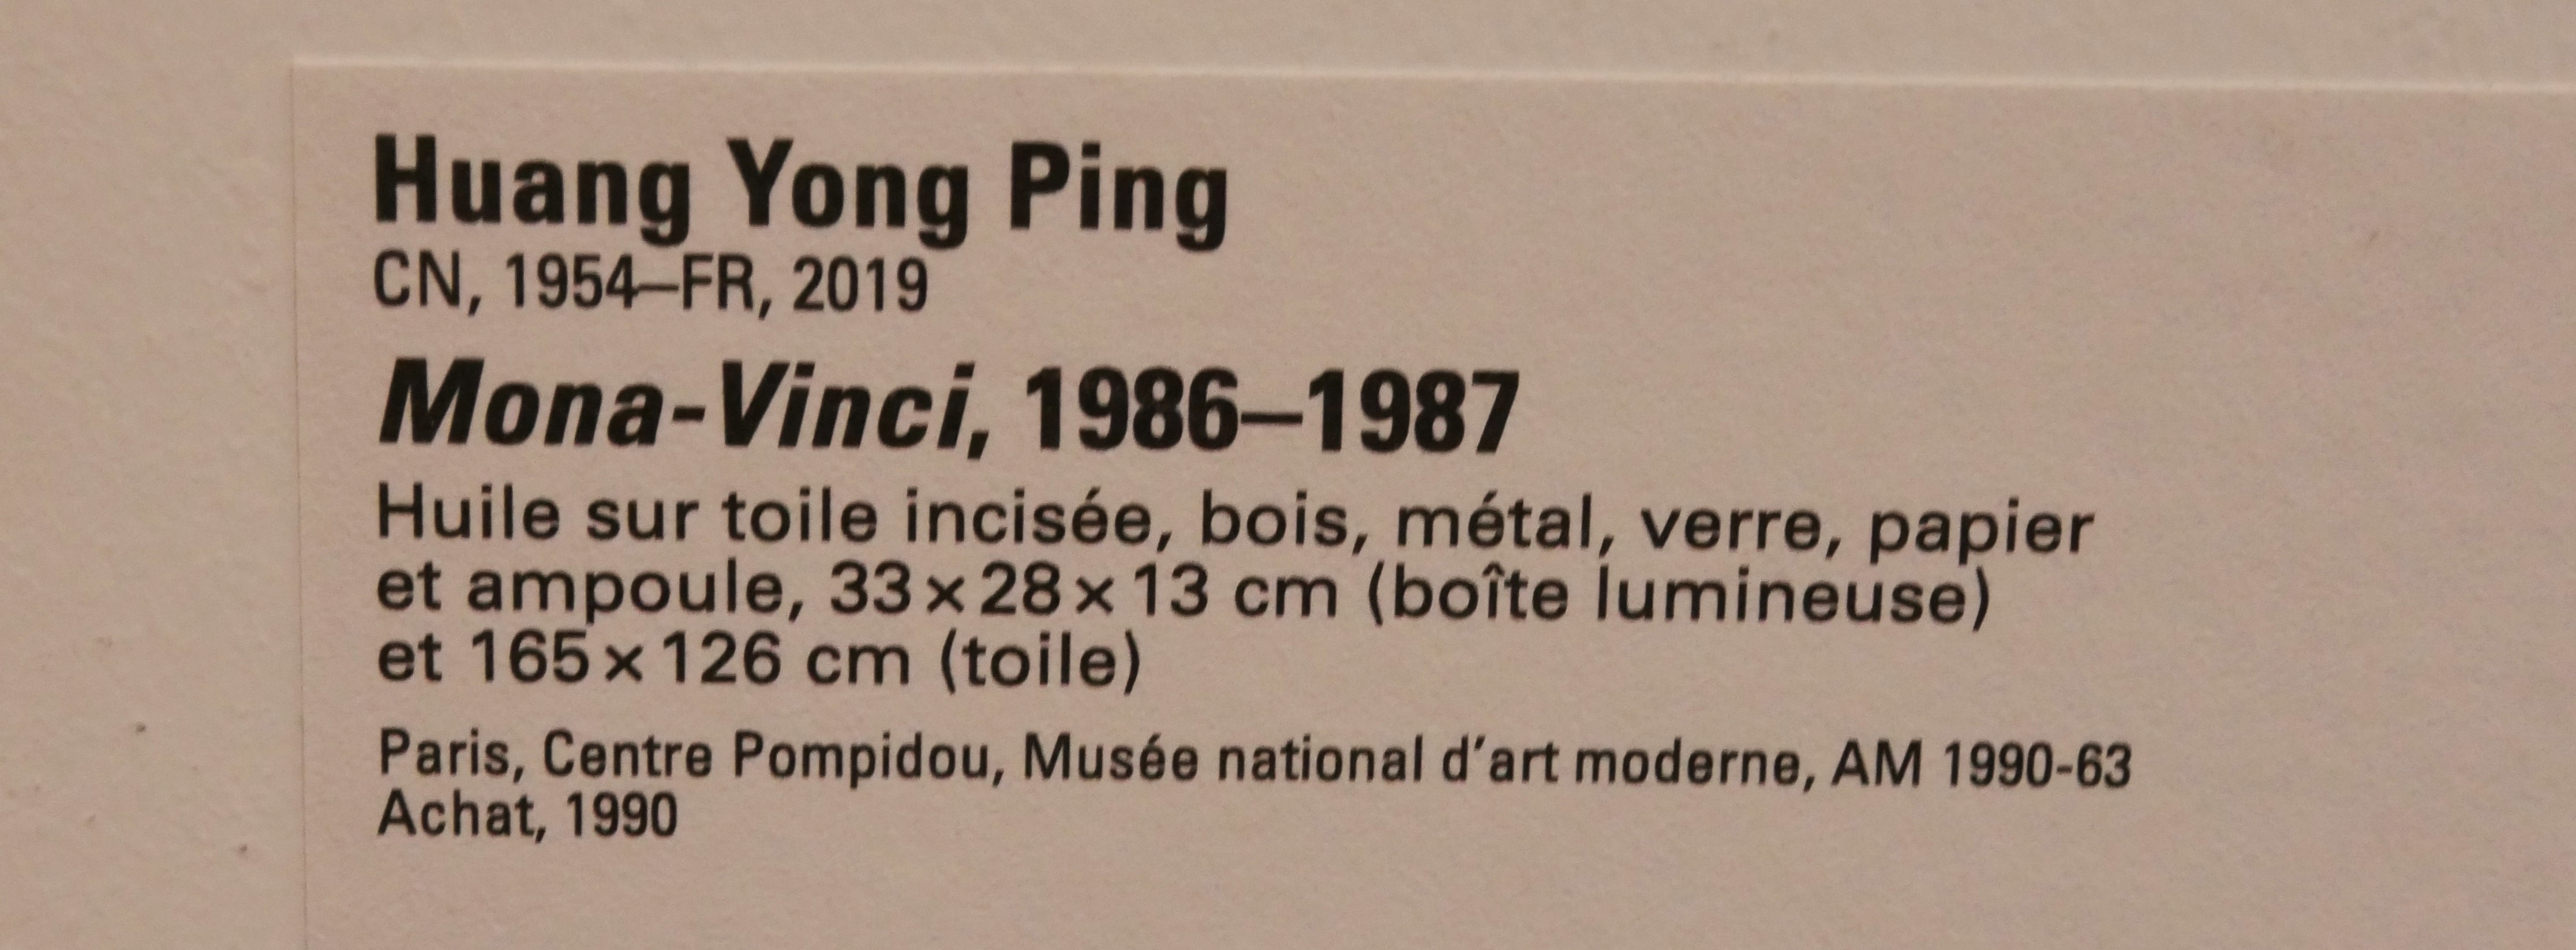 Huang Yong Ping
CN, 1954–FR, 2019
Mona-Vinci, 1986–1987
Huile sur toile incisée, bois, métal, verre, papier
et ampoule, 33 × 28 × 13 cm (boîte lumineuse)
et 165 × 126 cm (toile)
Paris, Centre Pompidou, Musée national d’art moderne, AM 1990-63
Achat, 1990